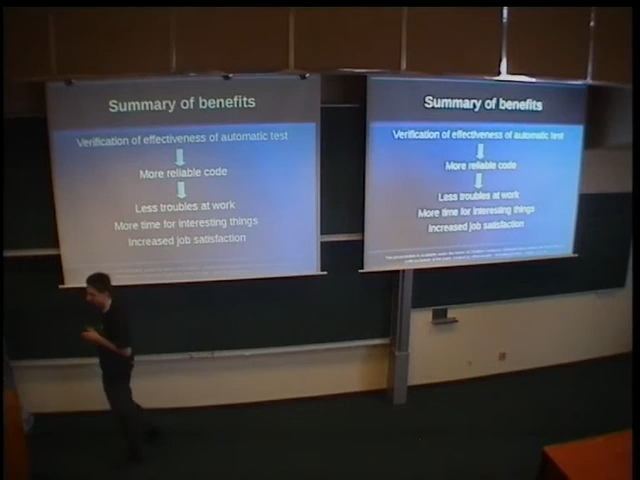 Summary of benefits
Verification of effectiveness of automatic test
More reliable code
Less troubles at work
More time for interesting things
Increased job satisfaction
Summary of benefits
Verification of effectiveness of automatic test
More reliable code
Less troubles at work
More time for interesting things
Increased job satisfaction